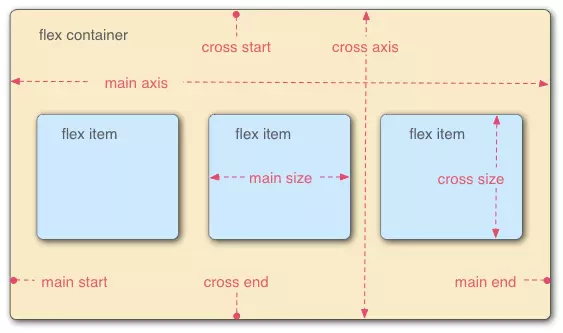 flex container
cross start
cross axis
main axis
flex item
flex item
flex item
main size
cross size
main start
cross end
main end